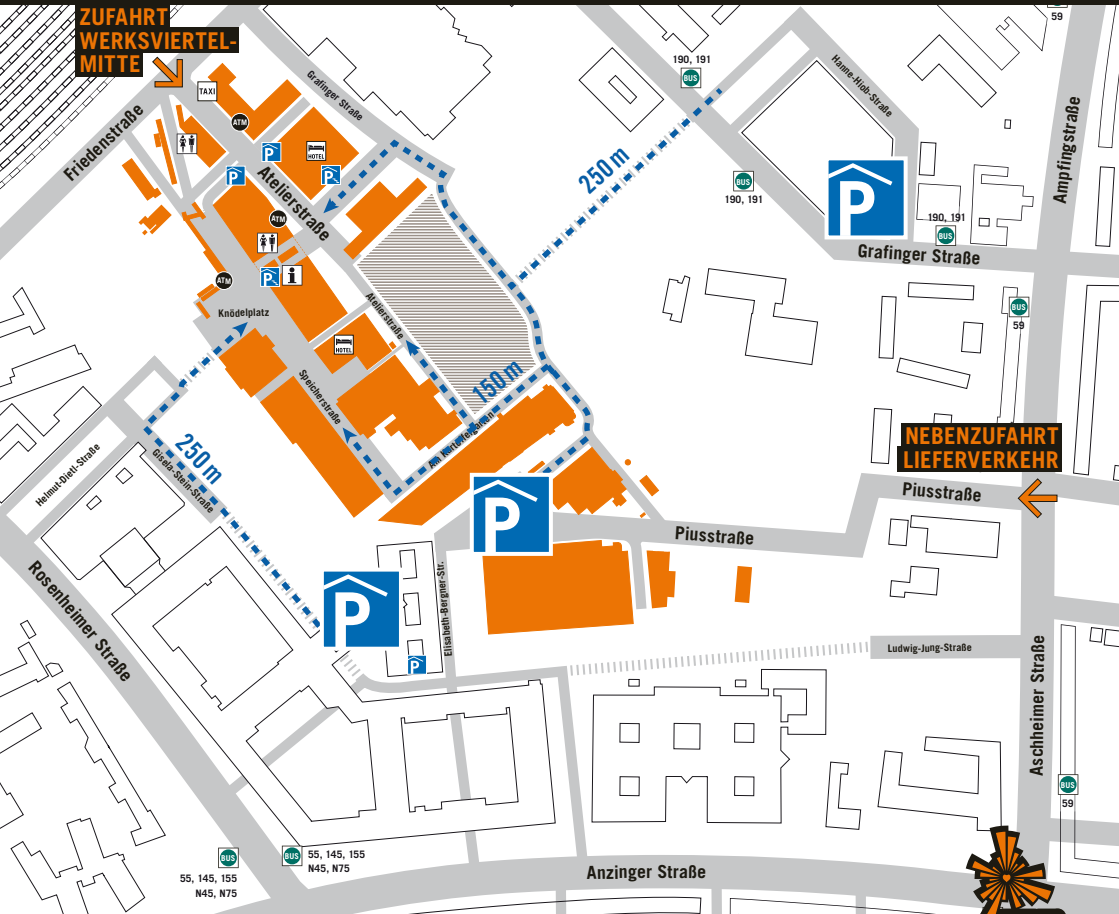 59
ZUFAHRT
WERKSVIERTEL-
MITTE
190, 191
BUS
TAXI
Grafinger Straße
Hanne-Hiob-Straße
Friedenstraße
ATM
P
HOTEL
P
P
250 m
Ampfingstraße
Atelierstraße
BUS
190, 191
P
190, 191
BUS
Grafinger Straße
ATM
ATM
P
i
BUS
59
Knödelplatz
Atelierstraße
HOTEL
Speicherstraße
150 m
Am Kartoffelgarten
250 m
Gisela-Stein-Straße
Helmut-Dietl-Straße
NEBENZUFAHRT
LIEFERVERKEHR
Piusstraße
P
Piusstraße
Rosenheimer Straße
P
Elisabeth-Bergner-Str.
P
Ludwig-Jung-Straße
Aschheimer Straße
BUS
59
BUS
55, 145, 155
N45, N75
BUS
55, 145, 155
N45, N75
Anzinger Straße